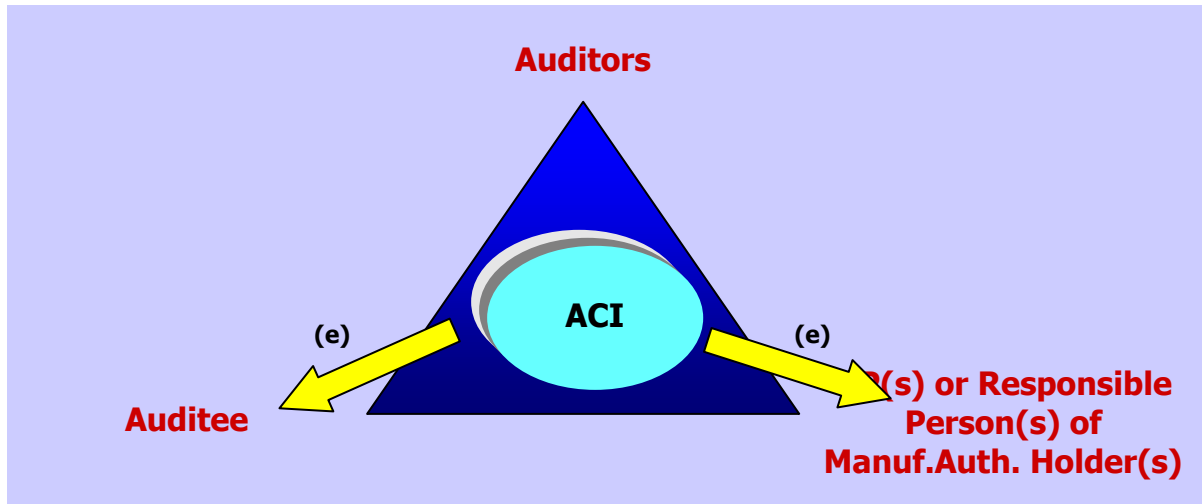 Auditors
ACI
(e)
(e)
Auditee
(s) or Responsible
Person(s) of
Manuf.Auth. Holder(s)